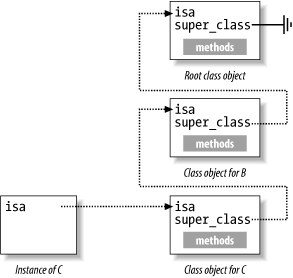 isa
super_class
methods
Root class object
isa
super_class
methods
Class object for B
isa
isa
super_class
methods
Instance of C
Class object for C